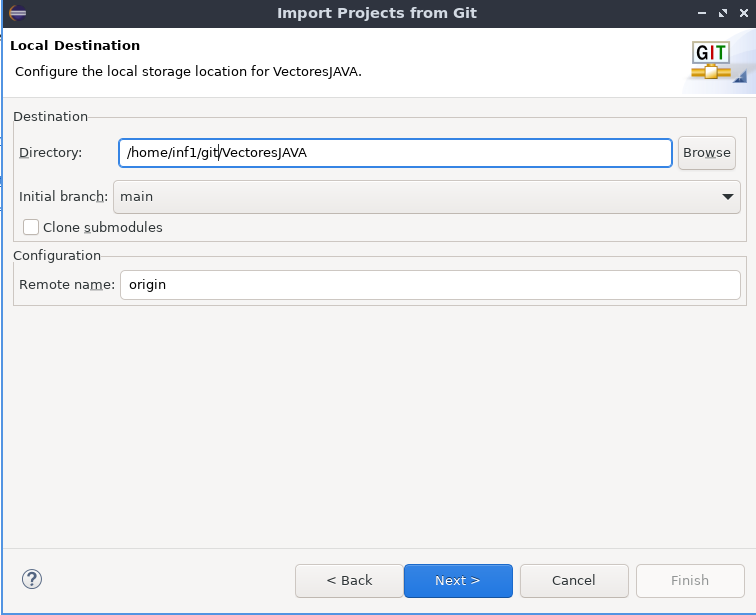 Import Projects from Git
Local Destination
Configure the local storage location for VectoresJAVA.
GIT
Destination
Directory: /home/inf1/git/VectoresJAVA Browse
Initial branch: main
Clone submodules
Configuration
Remote name: origin
? < Back Next > Cancel Finish